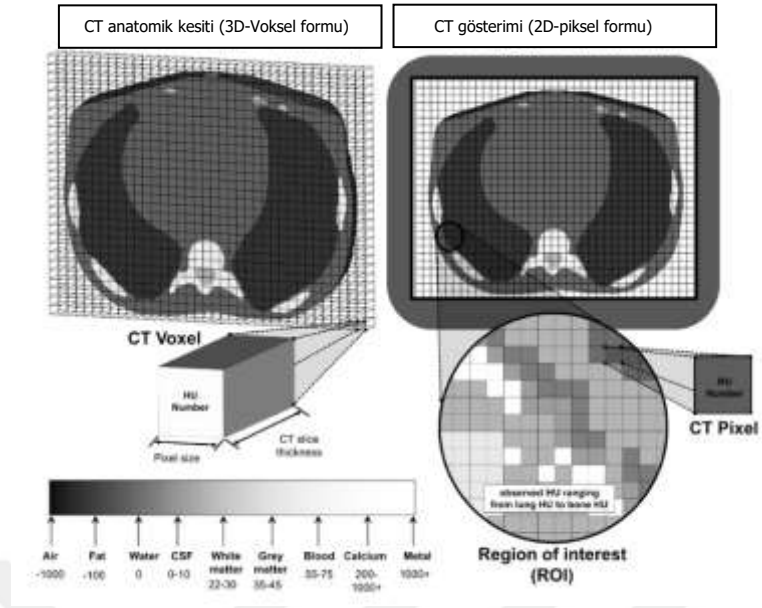 CT anatomik kesiti (3D-Voksel formu)
CT gösterimi (2D-piksel formu)
CT Voxel
HU
Number
Pixel size
CT slice
thickness
HU
Number
CT Pixel
observed HU ranging
from lung HU to bone HU
Region of interest
(ROI)
Air Fat Water CSF White matter Grey matter Blood Calcium Metal
-1000 -100 0 0-10 22-30 35-45 200-1000+ 1000+